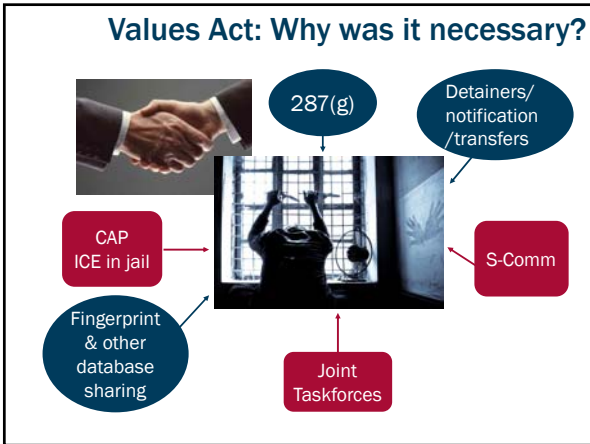 Values Act: Why was it necessary?
287(g)
Detainers/
notification
/transfers
CAP
ICE in jail
S-Comm
Fingerprint
& other
database
sharing
Joint
Taskforces